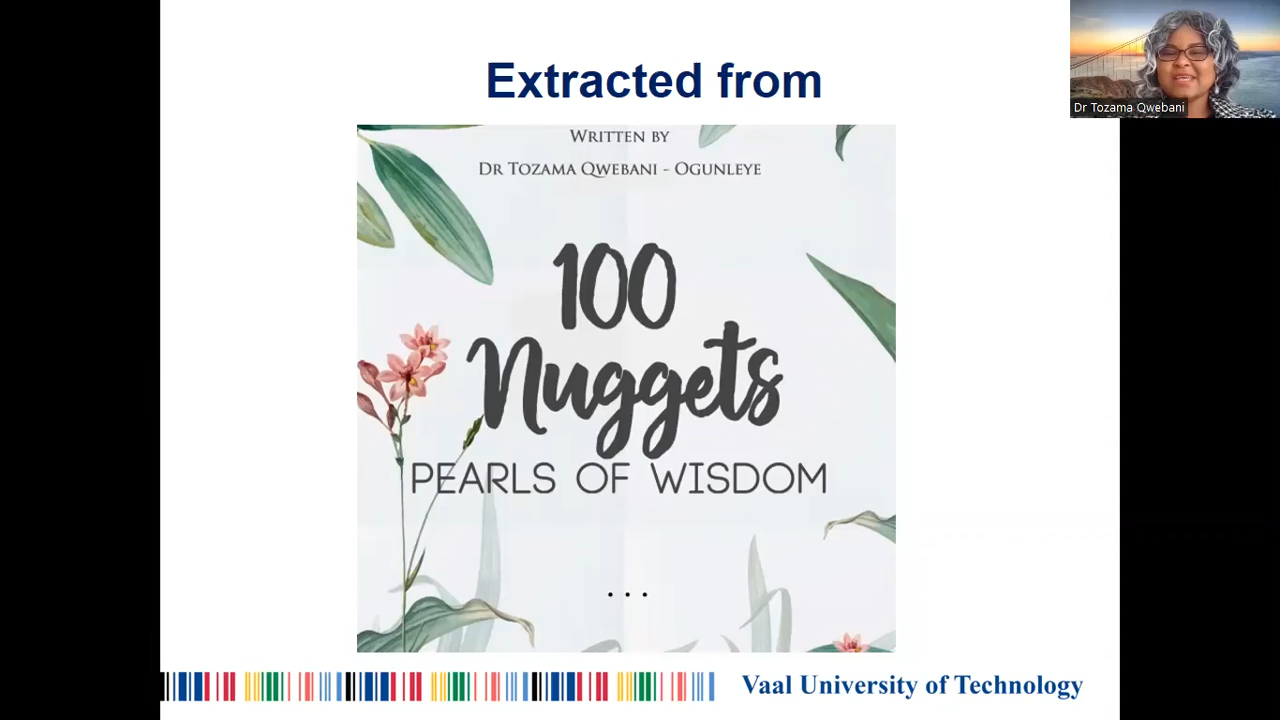 Extracted from
Dr Tozama Qwebani
WRITTEN BY
DR TOZAMA QWEBANI - OGUNLEYE
100
Nuggets
PEARLS OF WISDOM
...
Vaal University of Technology